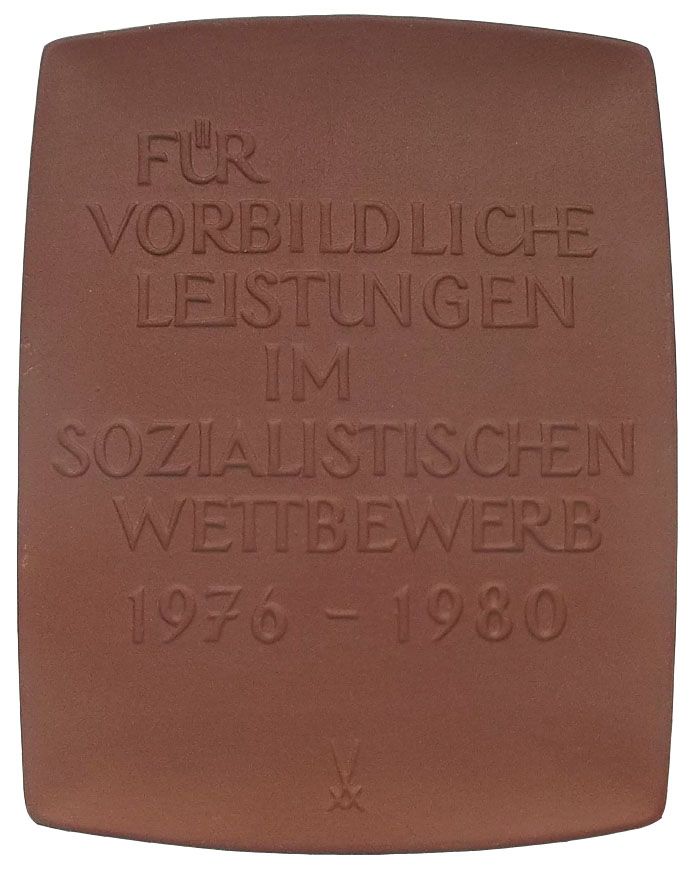 FÜR
VORBILDLICHE
LEISTUNGEN
IM
SOZIALISTISCHEN
WETTBEWERB
1976 – 1980